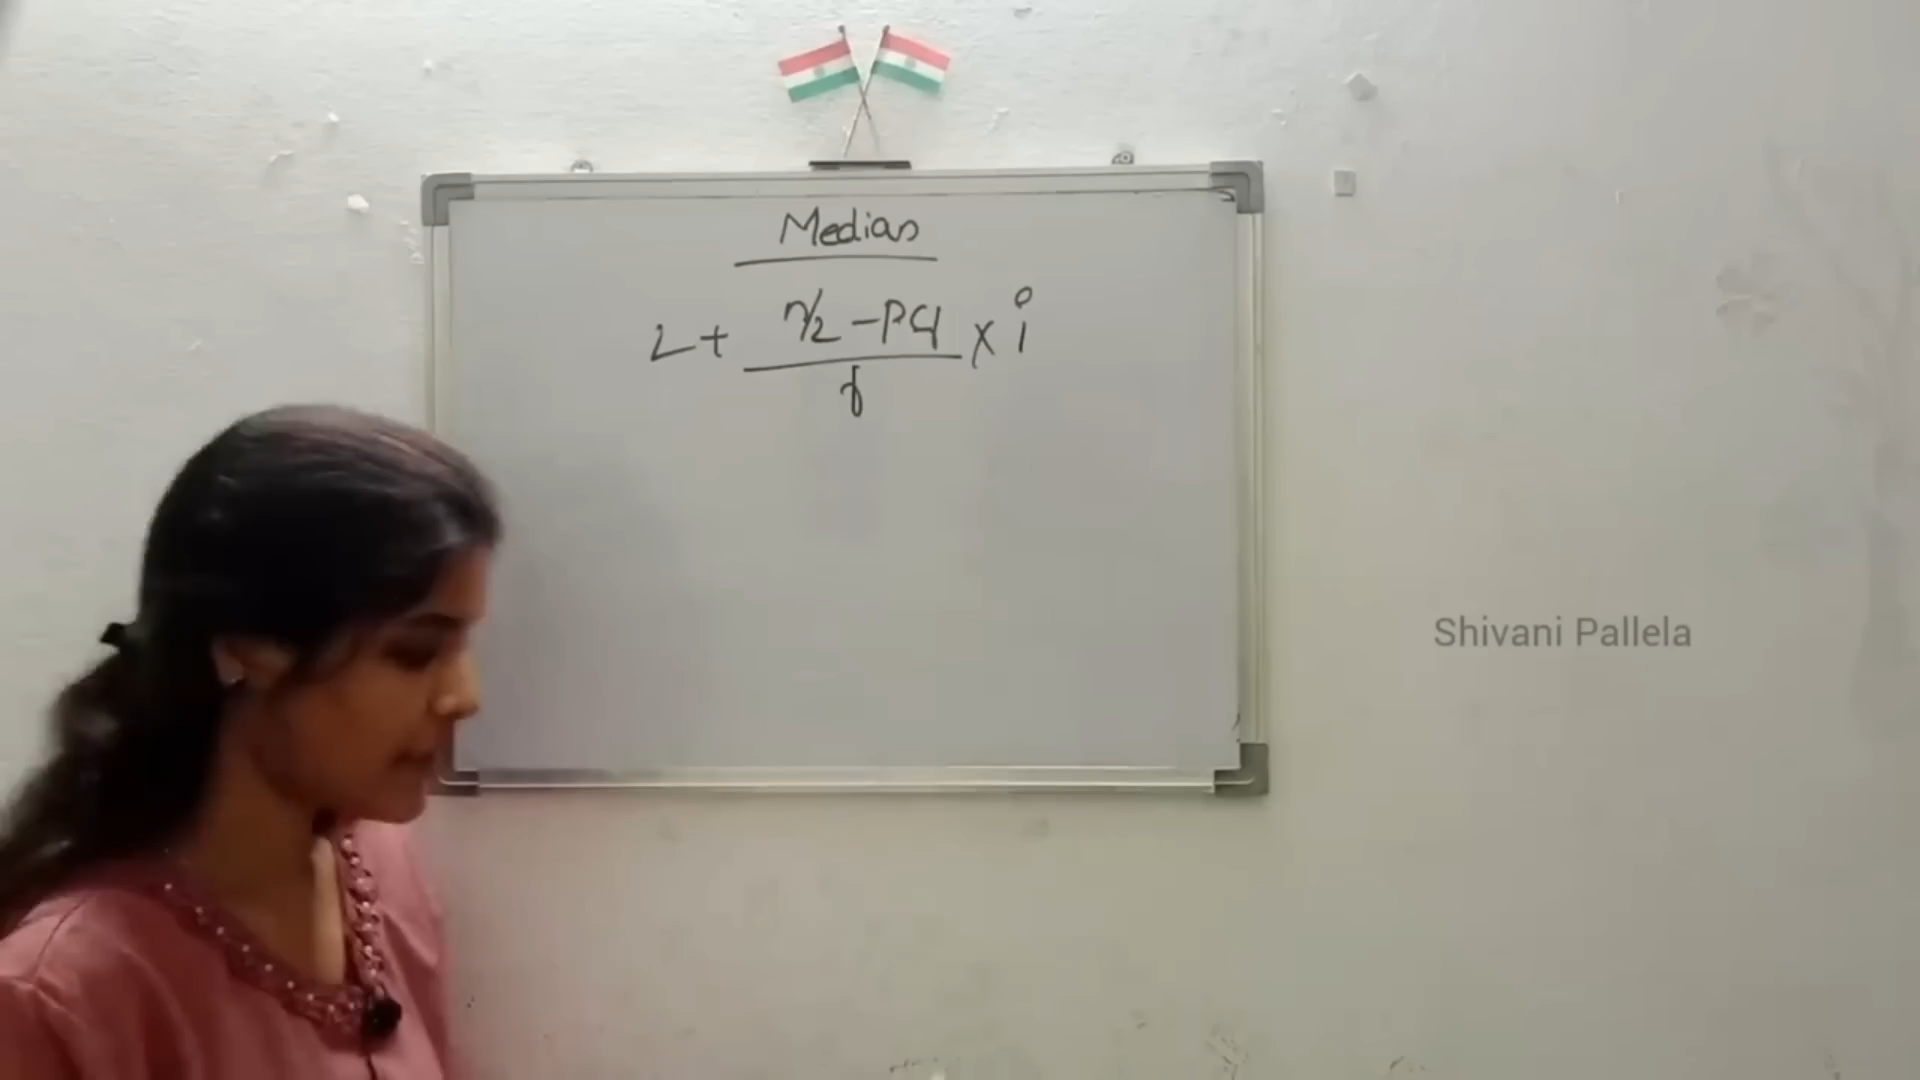 Median
L + n/2 - Pcf × i
f
Shivani Pallela